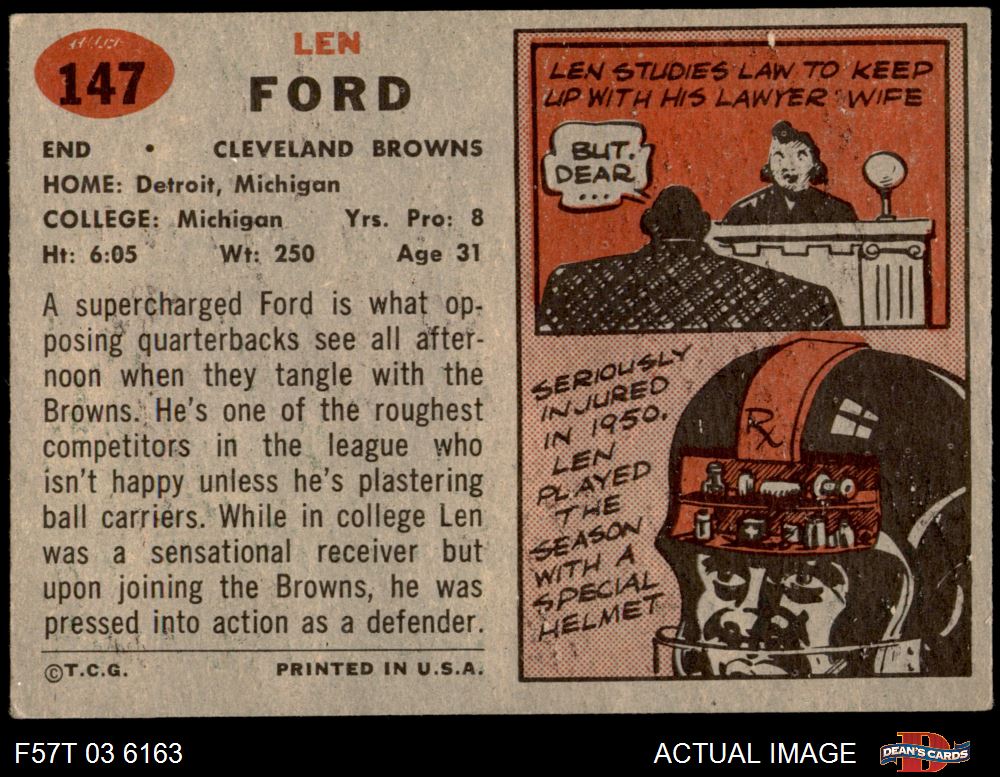 147
LEN
FORD
END • CLEVELAND BROWNS
HOME: Detroit, Michigan
COLLEGE: Michigan Yrs. Pro: 8
Ht: 6:05 Wt: 250 Age 31
A supercharged Ford is what op-
posing quarterbacks see all after-
noon when they tangle with the
Browns. He's one of the roughest
competitors in the league who
isn't happy unless he's plastering
ball carriers. While in college Len
was a sensational receiver but
upon joining the Browns, he was
pressed into action as a defender.
©T.C.G. PRINTED IN U.S.A.
LEN STUDIES LAW TO KEEP
UP WITH HIS LAWYER WIFE
BUT.
DEAR
...
SERIOUSLY
INJURED
IN 1950,
LEN
PLAYED
THE
SEASON
WITH A
SPECIAL
HELMET
Rx
F57T 03 6163
ACTUAL IMAGE
DEAN'S CARDS